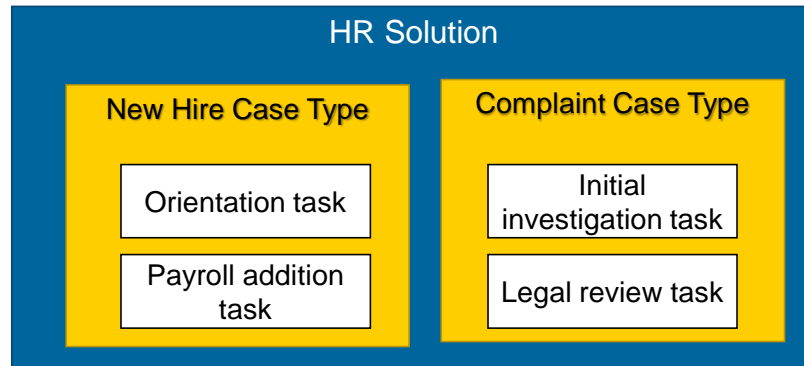 HR Solution
New Hire Case Type
Orientation task
Payroll addition
task
Complaint Case Type
Initial
investigation task
Legal review task